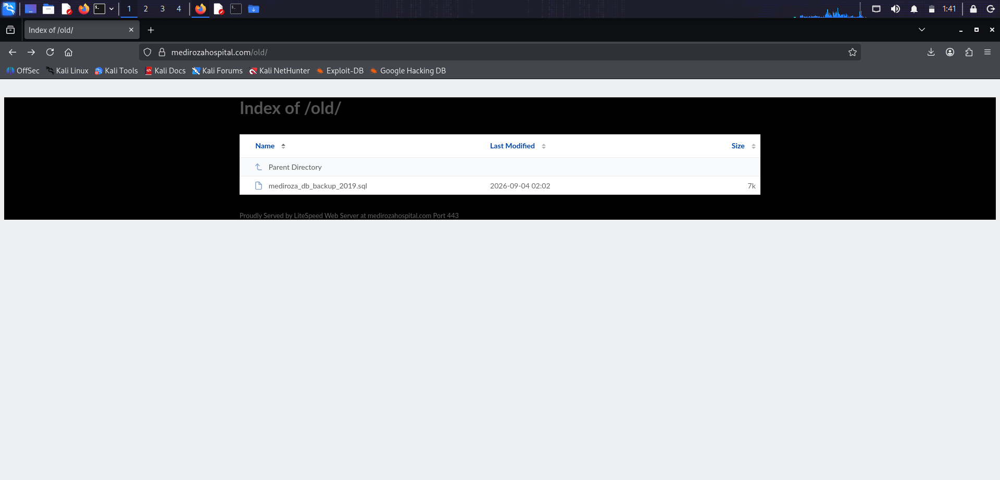 1 2 3 4 1:41
Index of /old/
medirozahospital.com/old/
OffSec Kali Linux Kali Tools Kali Docs Kali Forums Kali NetHunter Exploit-DB Google Hacking DB
Index of /old/
Name Last Modified Size
Parent Directory
mediroza_db_backup_2019.sql 2026-09-04 02:02 7k
Proudly Served by LiteSpeed Web Server at medirozahospital.com Port 443